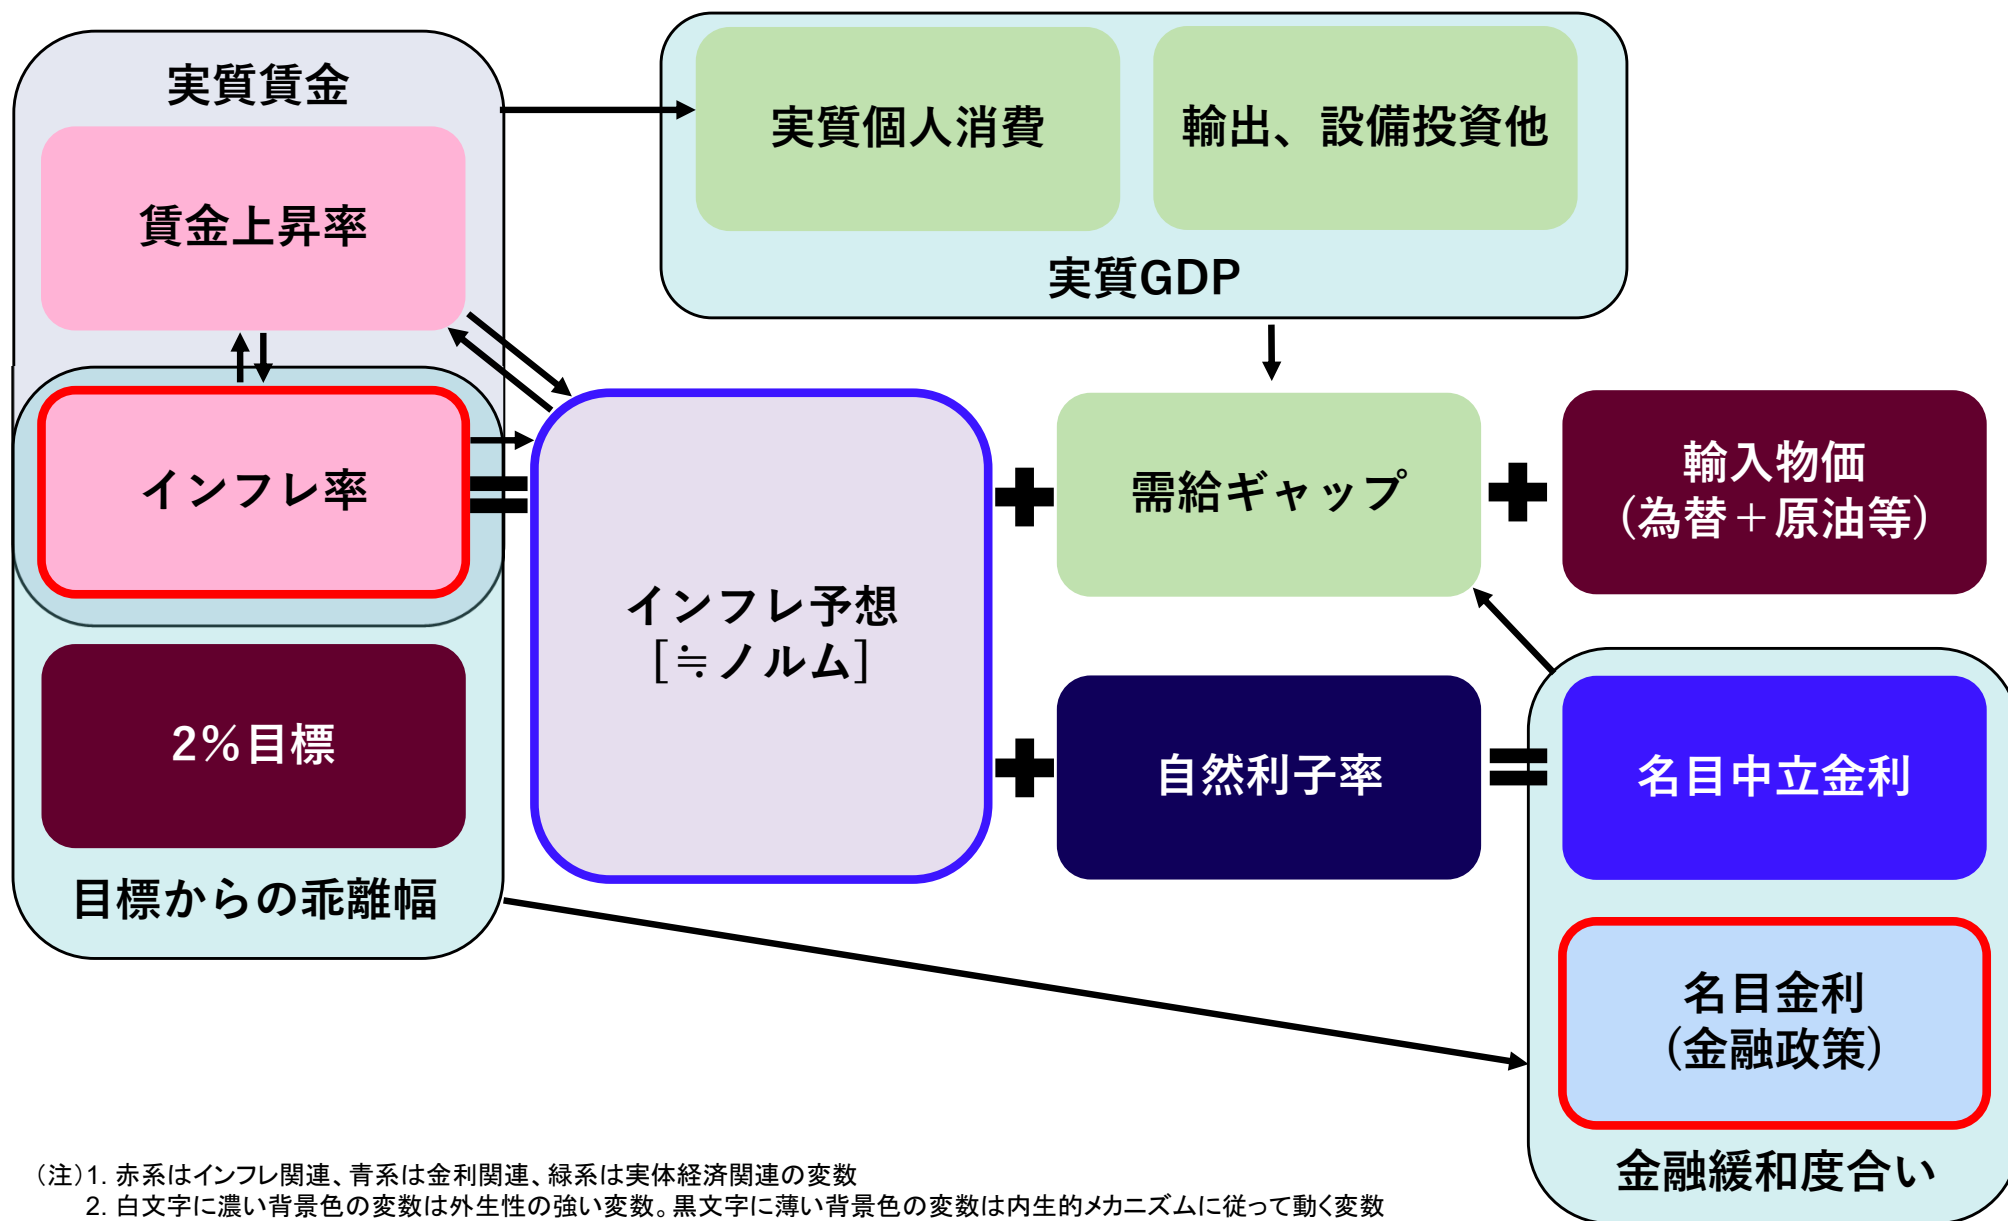 実質賃金
賃金上昇率
インフレ率
2%目標
目標からの乖離幅
実質個人消費
輸出、設備投資他
実質GDP
インフレ予想
[≒ノルム]
需給ギャップ
輸入物価
(為替＋原油等)
自然利子率
名目中立金利
名目金利
(金融政策)
金融緩和度合い
(注)1. 赤系はインフレ関連、青系は金利関連、緑系は実体経済関連の変数
2. 白文字に濃い背景色の変数は外生性の強い変数。黒文字に薄い背景色の変数は内生的メカニズムに従って動く変数